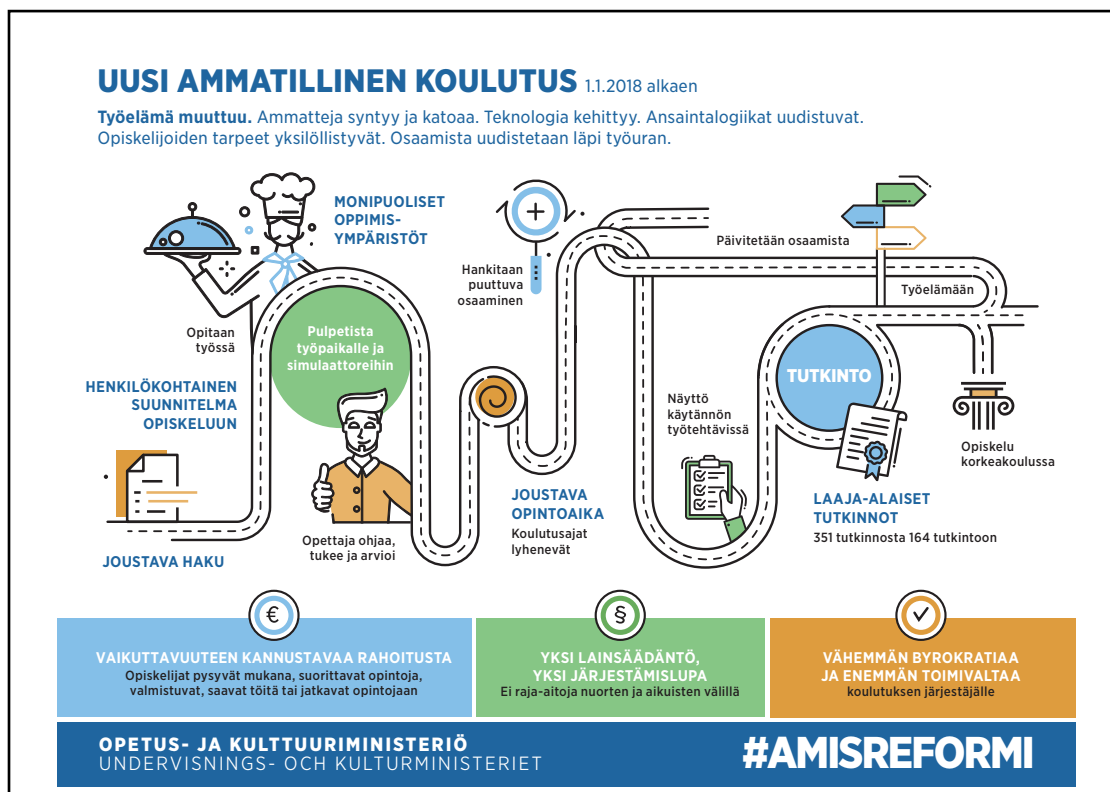 UUSI AMMATILLINEN KOULUTUS 1.1.2018 alkaen
Työelämä muuttuu. Ammatteja syntyy ja katoaa. Teknologia kehittyy. Ansaintalogiikat uudistuvat.
Opiskelijoiden tarpeet yksilöllistyvät. Osaamista uudistetaan läpi työuran.
MONIPUOLISET
OPPIMIS-
YMPÄRISTÖT
Opitaan
työssä
Pulpetista
työpaikalle ja
simulaattoreihin
HENKILÖKOHTAINEN
SUUNNITELMA
OPISKELUUN
JOUSTAVA HAKU
Opettaja ohjaa,
tukee ja arvioi
Hankitaan
puuttuva
osaaminen
JOUSTAVA
OPINTOAIKA
Koulutusajat
lyhenevät
Päivitetään osaamista
Työelämään
Näyttö
käytännön
työtehtävissä
TUTKINTO
Opiskelu
korkeakoulussa
LAAJA-ALAISET
TUTKINNOT
351 tutkinnosta 164 tutkintoon
€
VAIKUTTAVUUTEEN KANNUSTAVAA RAHOITUSTA
Opiskelijat pysyvät mukana, suorittavat opintoja,
valmistuvat, saavat töitä tai jatkavat opintojaan
§
YKSI LAINSÄÄDÄNTÖ,
YKSI JÄRJESTÄMISLUPA
Ei raja-aitoja nuorten ja aikuisten välillä
VÄHEMMÄN BYROKRATIAA
JA ENEMMÄN TOIMIVALTAA
koulutuksen järjestäjälle
OPETUS- JA KULTTUURIMINISTERIÖ
UNDERVISNINGS- OCH KULTURMINISTERIET
#AMISREFORMI